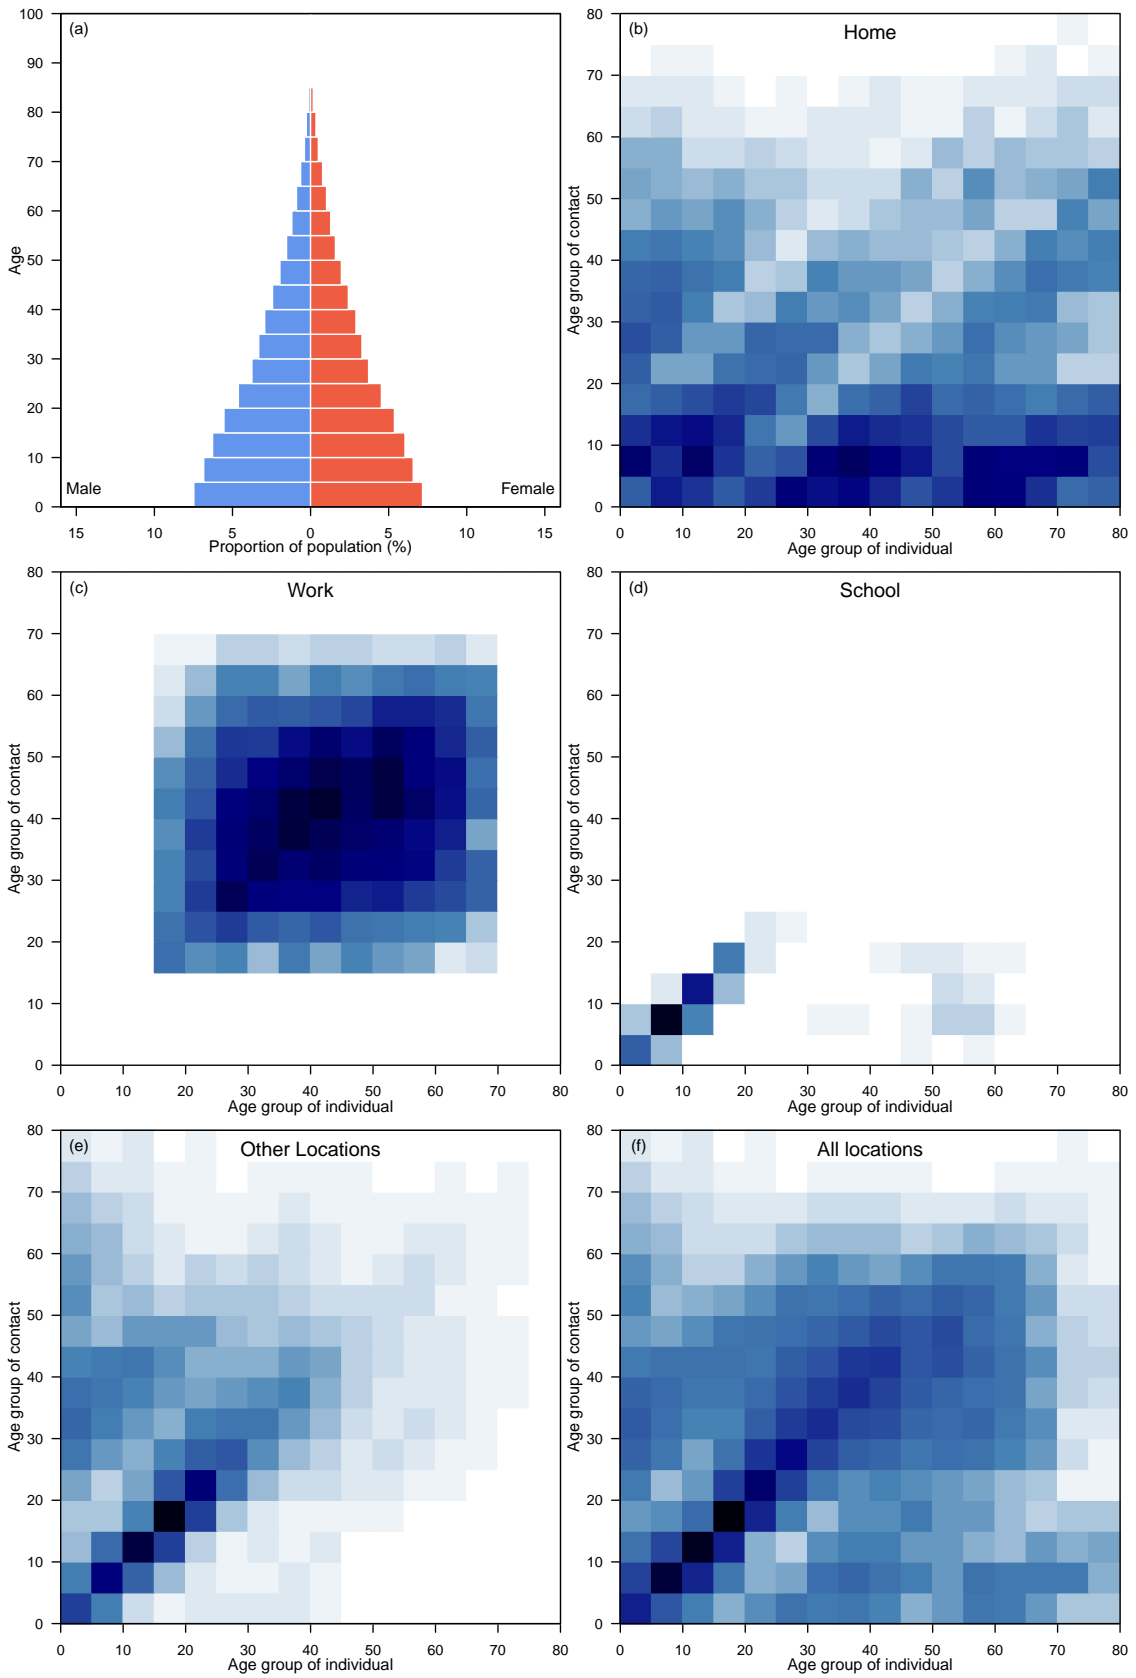 (a)
100
90
80
70
60
50
40
30
20
10
0
Age
Male
Female
15 10 5 0 5 10 15
Proportion of population (%)
(b)
Home
80
70
60
50
40
30
20
10
0
Age group of contact
0 10 20 30 40 50 60 70 80
Age group of individual
(c)
Work
80
70
60
50
40
30
20
10
0
Age group of contact
0 10 20 30 40 50 60 70 80
Age group of individual
(d)
School
80
70
60
50
40
30
20
10
0
Age group of contact
0 10 20 30 40 50 60 70 80
Age group of individual
(e)
Other Locations
80
70
60
50
40
30
20
10
0
Age group of contact
0 10 20 30 40 50 60 70 80
Age group of individual
(f)
All locations
80
70
60
50
40
30
20
10
0
Age group of contact
0 10 20 30 40 50 60 70 80
Age group of individual